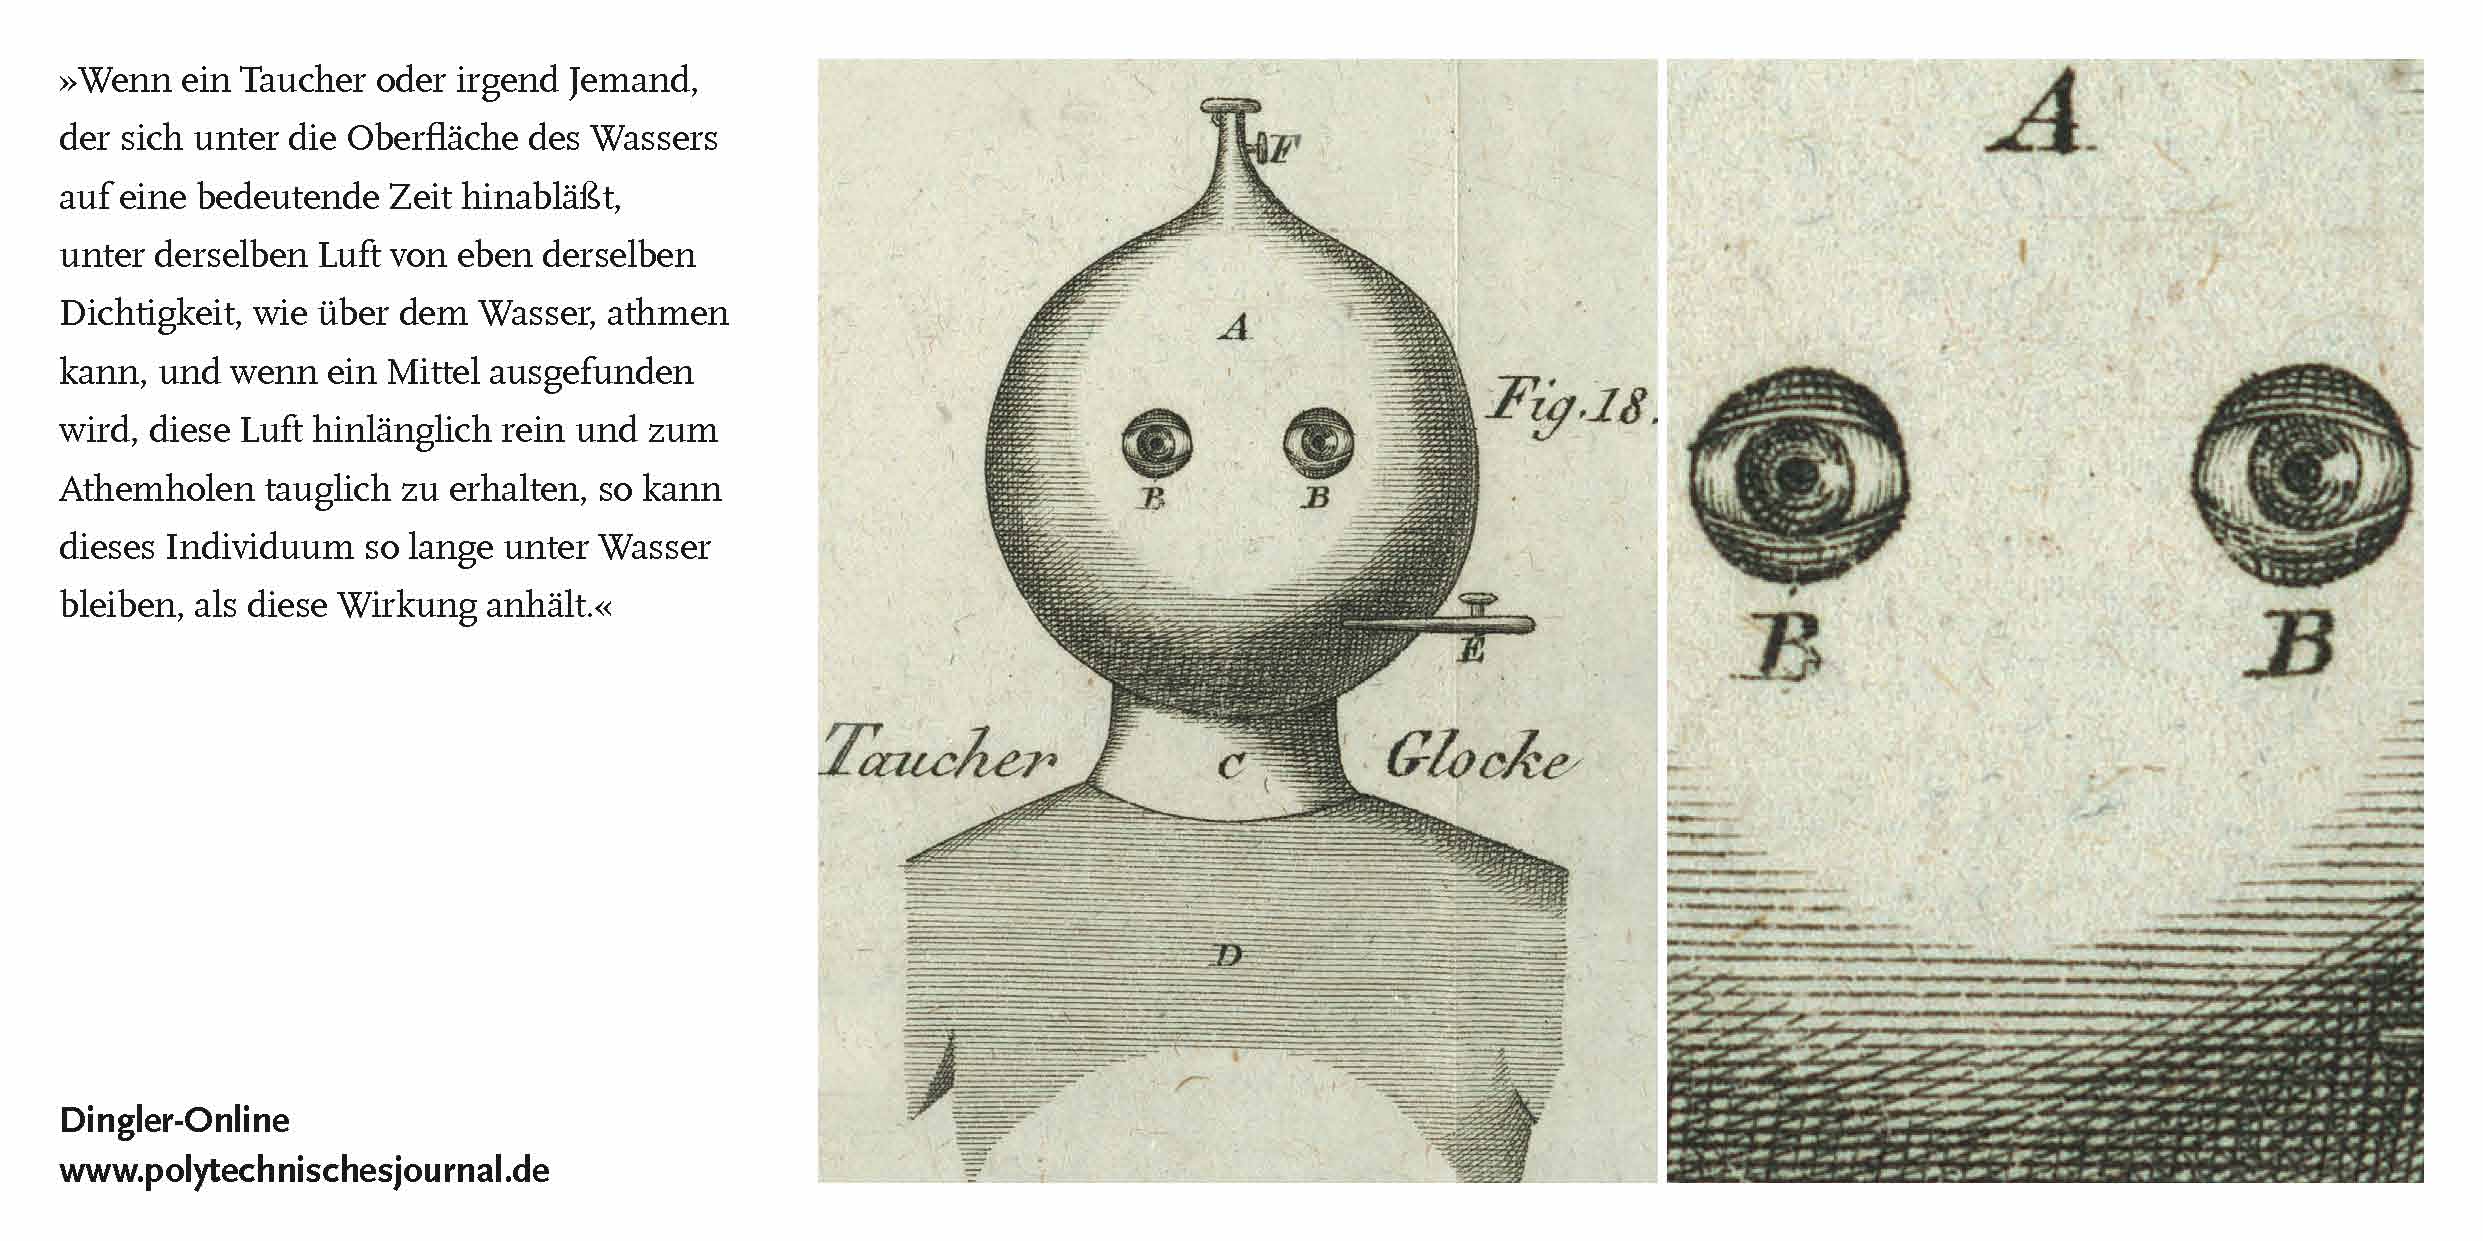 »Wenn ein Taucher oder irgend Jemand,
der sich unter die Oberfläche des Wassers
auf eine bedeutende Zeit hinabläßt,
unter derselben Luft von eben derselben
Dichtigkeit, wie über dem Wasser, athmen
kann, und wenn ein Mittel ausgefunden
wird, diese Luft hinlänglich rein und zum
Athemholen tauglich zu erhalten, so kann
dieses Individuum so lange unter Wasser
bleiben, als diese Wirkung anhält.«
Dingler-Online
www.polytechnischesjournal.de
F
A
Fig. 18.
B B
E
Taucher C Glocke
D
A
B B